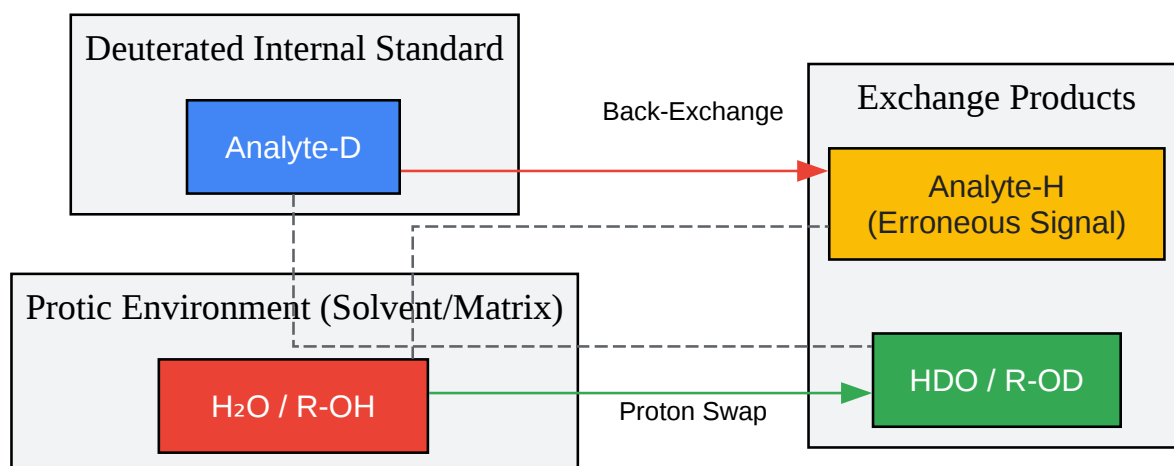 Deuterated Internal Standard
Analyte-D
Back-Exchange
Exchange Products
Analyte-H
(Erroneous Signal)
Protic Environment (Solvent/Matrix)
H₂O / R-OH
Proton Swap
HDO / R-OD